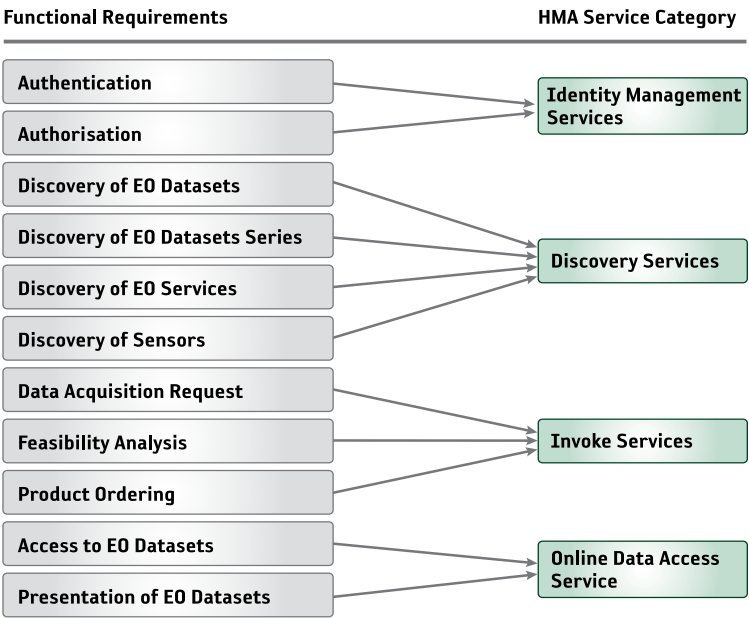 Functional Requirements
HMA Service Category
Authentication
Authorisation
Discovery of EO Datasets
Discovery of EO Datasets Series
Discovery of EO Services
Discovery of Sensors
Data Acquisition Request
Feasibility Analysis
Product Ordering
Access to EO Datasets
Presentation of EO Datasets
Identity Management
Services
Discovery Services
Invoke Services
Online Data Access
Service